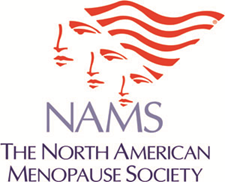 NAMS
THE NORTH AMERICAN
MENOPAUSE SOCIETY